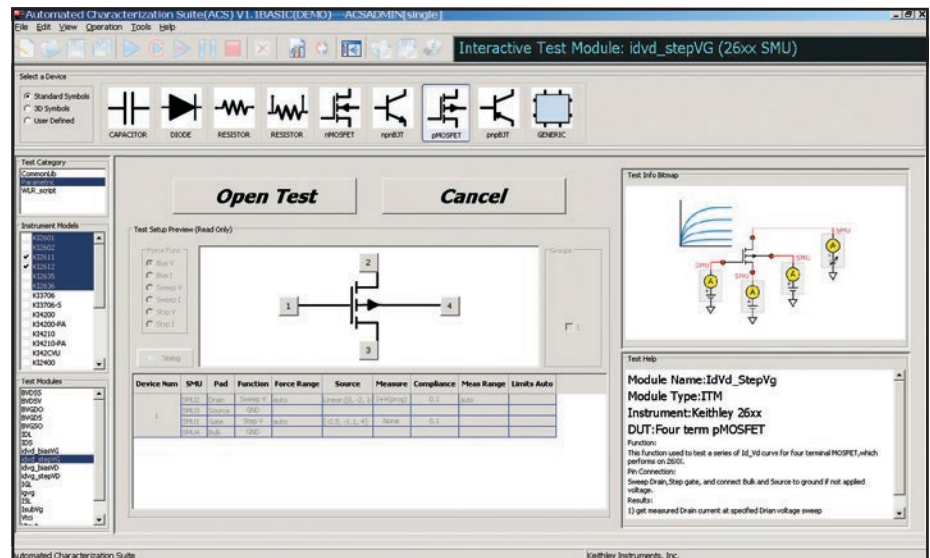 Automated Characterization Suite(ACS) V1.1BASIC(DEMO)---ACSADMIN[single]
File Edit View Operation Tools Help
Interactive Test Module: idvd_stepVG (26xx SMU)
Select a Device
Standard Symbols
3D Symbols
User Defined
CAPACITOR DIODE RESISTOR RESISTOR nMOSFET npnBJT pMOSFET pnpBJT GENERIC
Test Category
CommonLib
Parametric
WLR_script
Open Test
Cancel
Test Info Bitmap
SMU
SMU
SMU
SMU
A
A
A
A
Instrument Models
KI2601
KI2602
KI2611
KI2612
KI2635
KI2636
KI3706
KI3706-S
KI4200
KI4200-PA
KI4210
KI4210-PA
KI42CVU
KI2400
Test Setup Preview (Read Only)
Force Func
Bias V
Bias I
Sweep V
Sweep I
Step V
Step I
Timing
1
2
3
4
Groups
1
Test Modules
BVDSS
BVDSV
BVGDO
BVGDS
BVGSO
IDL
IDS
idvd_biasVG
idvd_stepVG
idvg_biasVD
idvg_stepVD
IGL
igvg
ISL
IsubVg
Vtci
Device Num SMU Pad Function Force Range Source Measure Compliance Meas Range Limits Auto
1
SMU2 Drain Sweep V auto Linear:[0, -2, I(+Vprog) 0.1 auto
SMU3 Source GND
SMU1 Gate Step V auto [-0.5, -1.1, 4] None 0.1
SMU4 Bulk GND
Test Help
Module Name:IdVd_StepVg
Module Type:ITM
Instrument:Keithley 26xx
DUT:Four term pMOSFET
Function:
This function used to test a series of Id_Vd curve for four terminal MOSFET,which
performs on 26XX.
Pin Connection:
Sweep Drain,Step gate, and connect Bulk and Source to ground if not applied
voltage.
Results:
1) get measured Drain current at specified Drian voltage sweep
Automated Characterization Suite
Keithley Instruments, Inc.